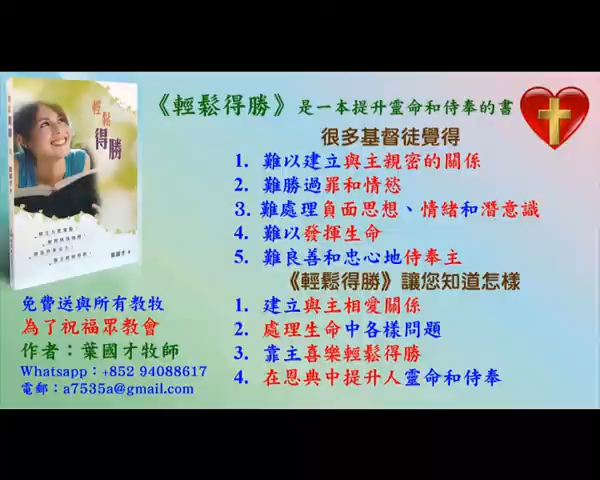 《輕鬆得勝》是一本提升靈命和侍奉的書
很多基督徒覺得
1. 難以建立與主親密的關係
2. 難勝過罪和情慾
3. 難處理負面思想、情緒和潛意識
4. 難以發揮生命
5. 難良善和忠心地侍奉主
《輕鬆得勝》讓您知道怎樣
1. 建立與主相愛關係
2. 處理生命中各樣問題
3. 靠主喜樂輕鬆得勝
4. 在恩典中提升人靈命和侍奉
輕鬆得勝
葉國才 著
免費送與所有教牧
為了祝福眾教會
作者：葉國才牧師
Whatsapp：+852 94088617
電郵：a7535a@gmail.com